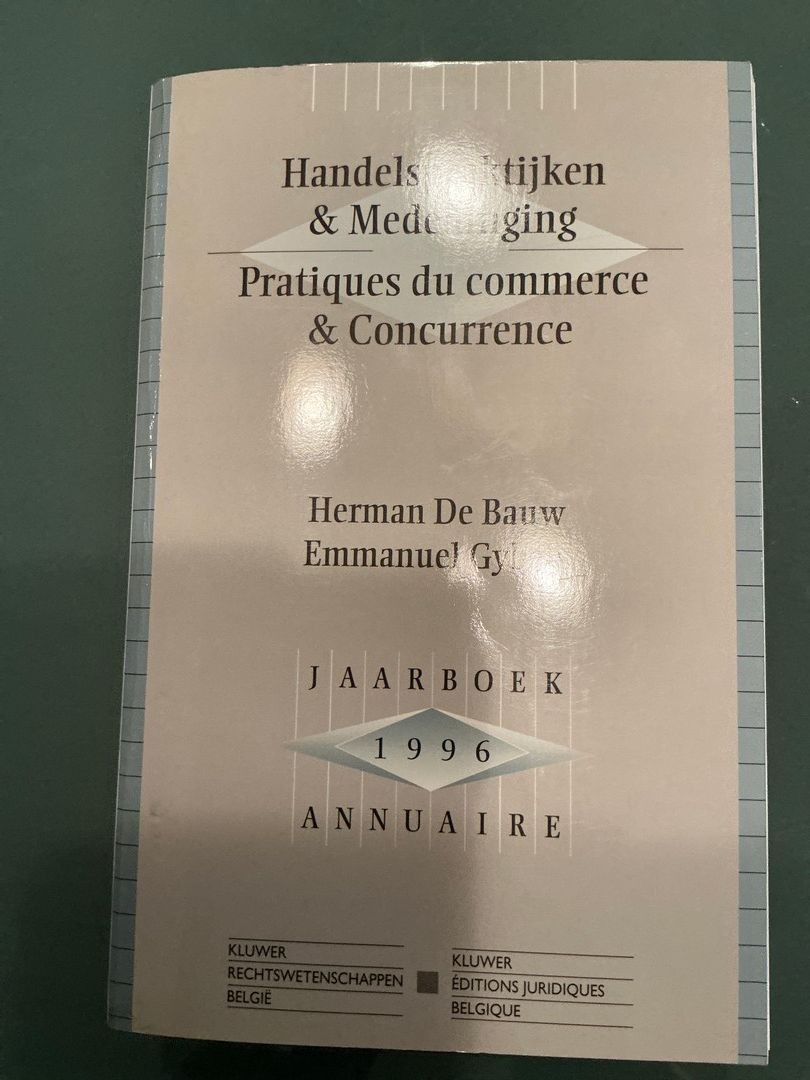 & 
Pratiques du commerce
& Concurrence
Herman De Bauw
Emmanuel
JAARBOEK
1996
ANNUAIRE
KLUWER
RECHTSWETENSCHAPPEN
BELGIË
KLUWER
ÉDITIONS JURIDIQUES
BELGIQUE